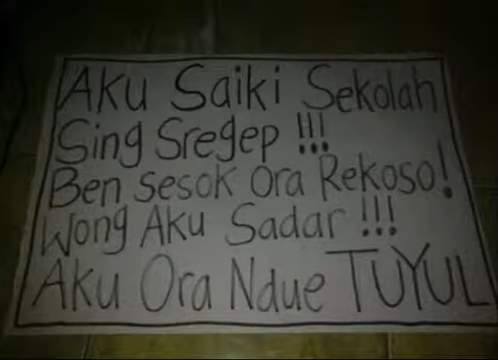 Aku Saiki Sekolah
Sing Sregep !!!
Ben Sesok Ora Rekoso!
Wong Aku Sadar !!!
Aku Ora Ndue TUYUL